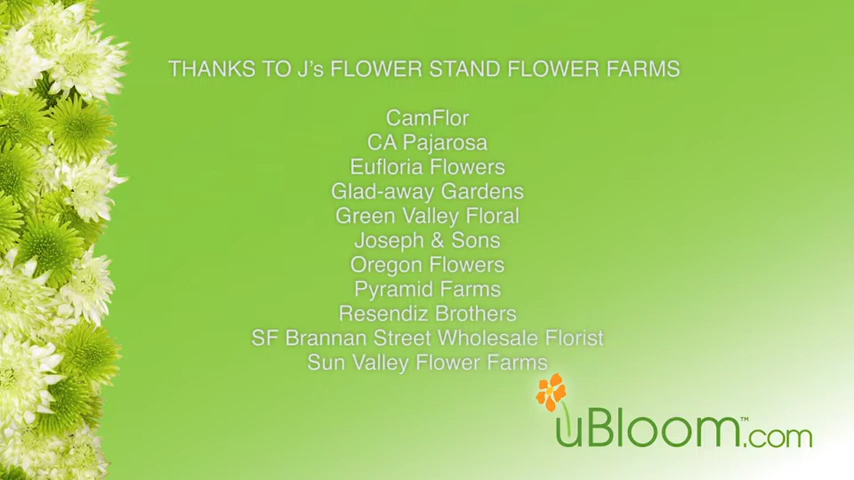 THANKS TO J’s FLOWER STAND FLOWER FARMS
CamFlor
CA Pajarosa
Eufloria Flowers
Glad-away Gardens
Green Valley Floral
Joseph & Sons
Oregon Flowers
Pyramid Farms
Resendiz Brothers
SF Brannan Street Wholesale Florist
Sun Valley Flower Farms
uBloom™.com